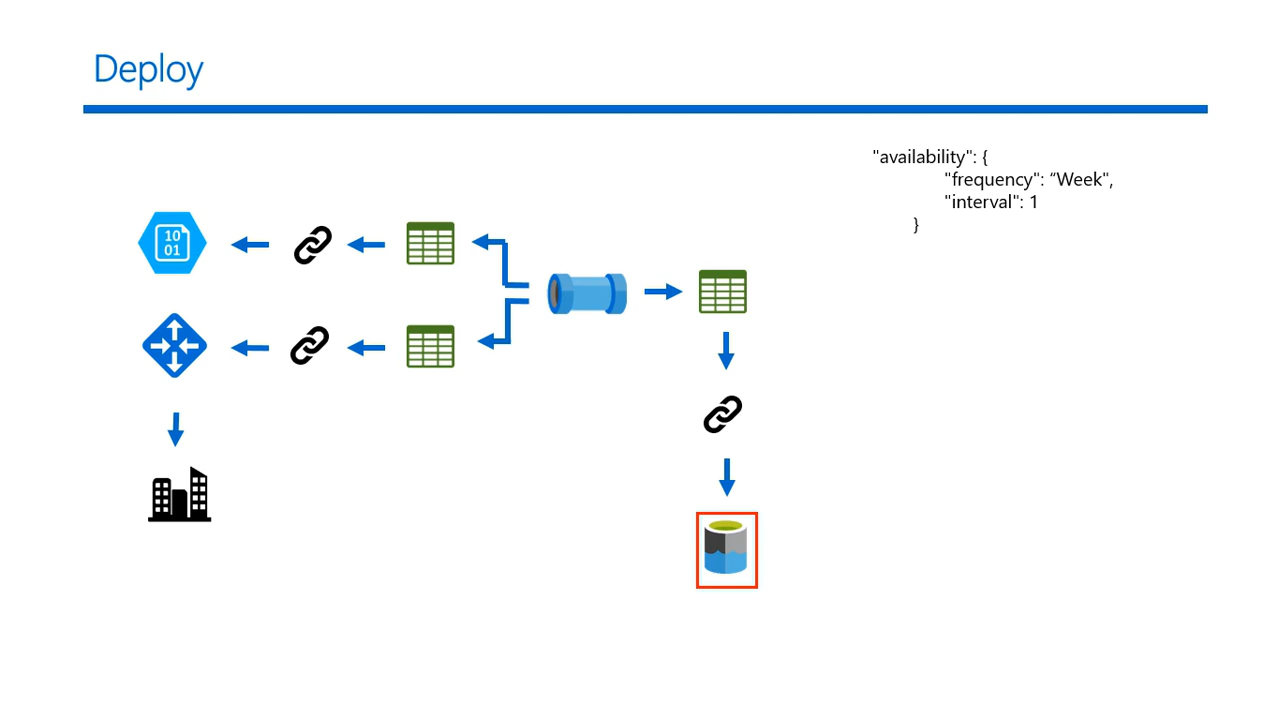 Deploy
"availability": {
"frequency": “Week",
"interval": 1
}
10
01